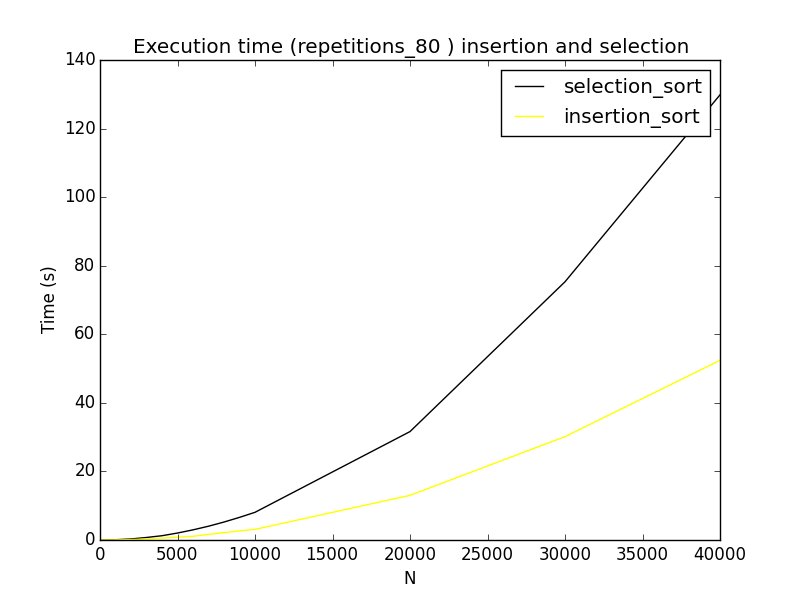 Execution time (repetitions_80 ) insertion and selection
selection_sort
insertion_sort
140
120
100
80
60
40
20
0
Time (s)
0 5000 10000 15000 20000 25000 30000 35000 40000
N